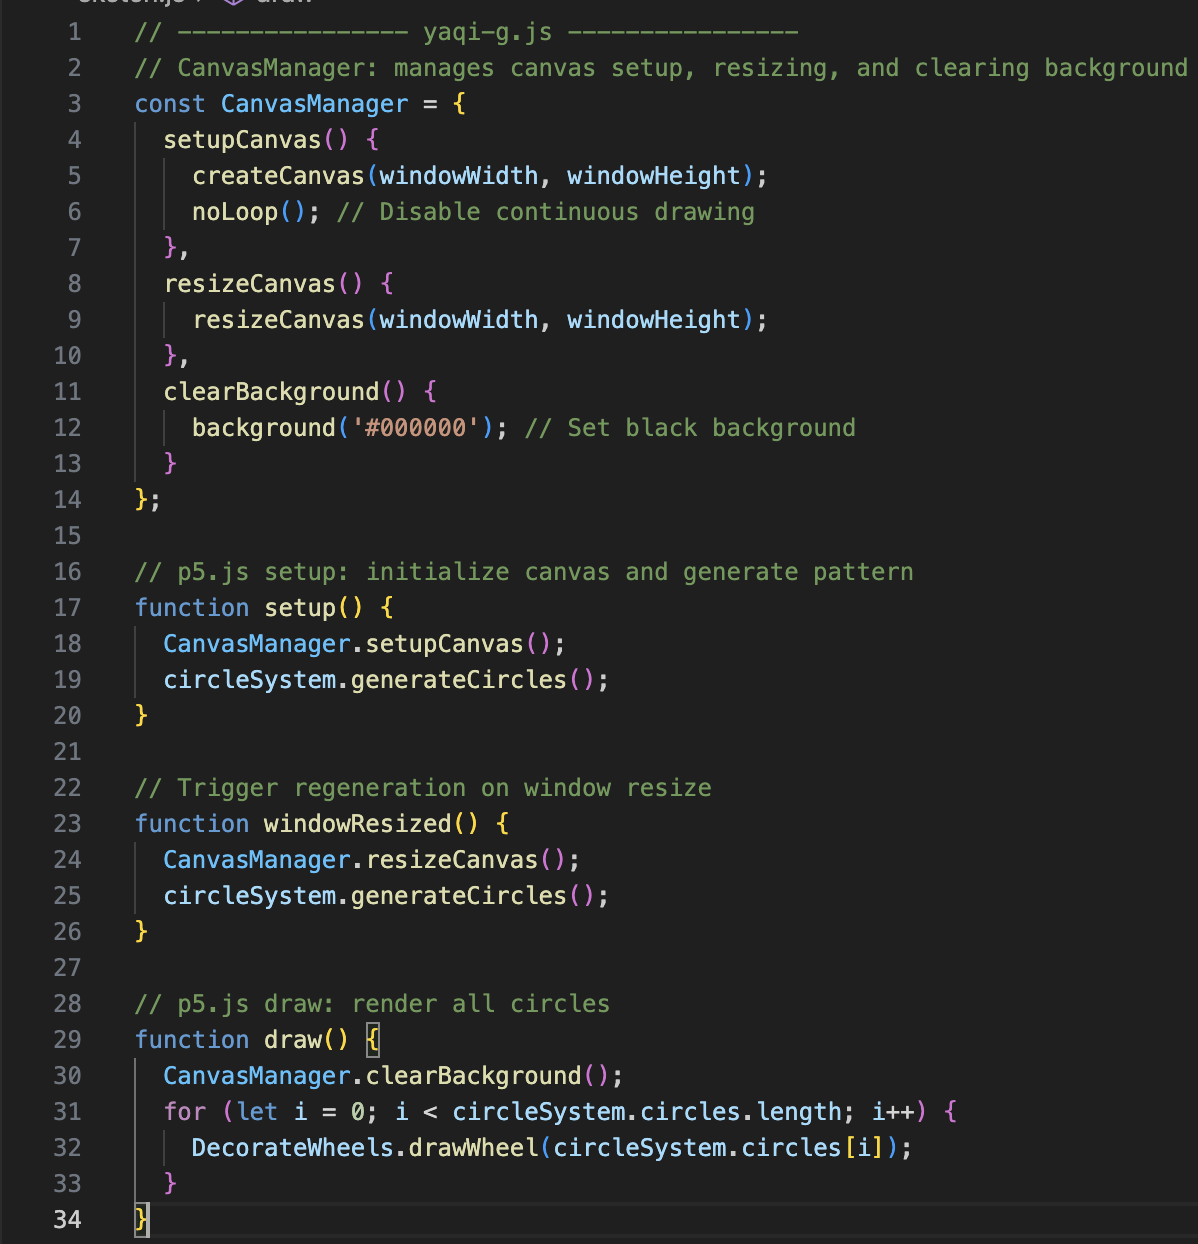 1 // ---------------- yaqi-g.js ----------------
2 // CanvasManager: manages canvas setup, resizing, and clearing background
3 const CanvasManager = {
4   setupCanvas() {
5     createCanvas(windowWidth, windowHeight);
6     noLoop(); // Disable continuous drawing
7   },
8   resizeCanvas() {
9     resizeCanvas(windowWidth, windowHeight);
10   },
11   clearBackground() {
12     background('#000000'); // Set black background
13   }
14 };
15
16 // p5.js setup: initialize canvas and generate pattern
17 function setup() {
18   CanvasManager.setupCanvas();
19   circleSystem.generateCircles();
20 }
21
22 // Trigger regeneration on window resize
23 function windowResized() {
24   CanvasManager.resizeCanvas();
25   circleSystem.generateCircles();
26 }
27
28 // p5.js draw: render all circles
29 function draw() {
30   CanvasManager.clearBackground();
31   for (let i = 0; i < circleSystem.circles.length; i++) {
32     DecorateWheels.drawWheel(circleSystem.circles[i]);
33   }
34 }